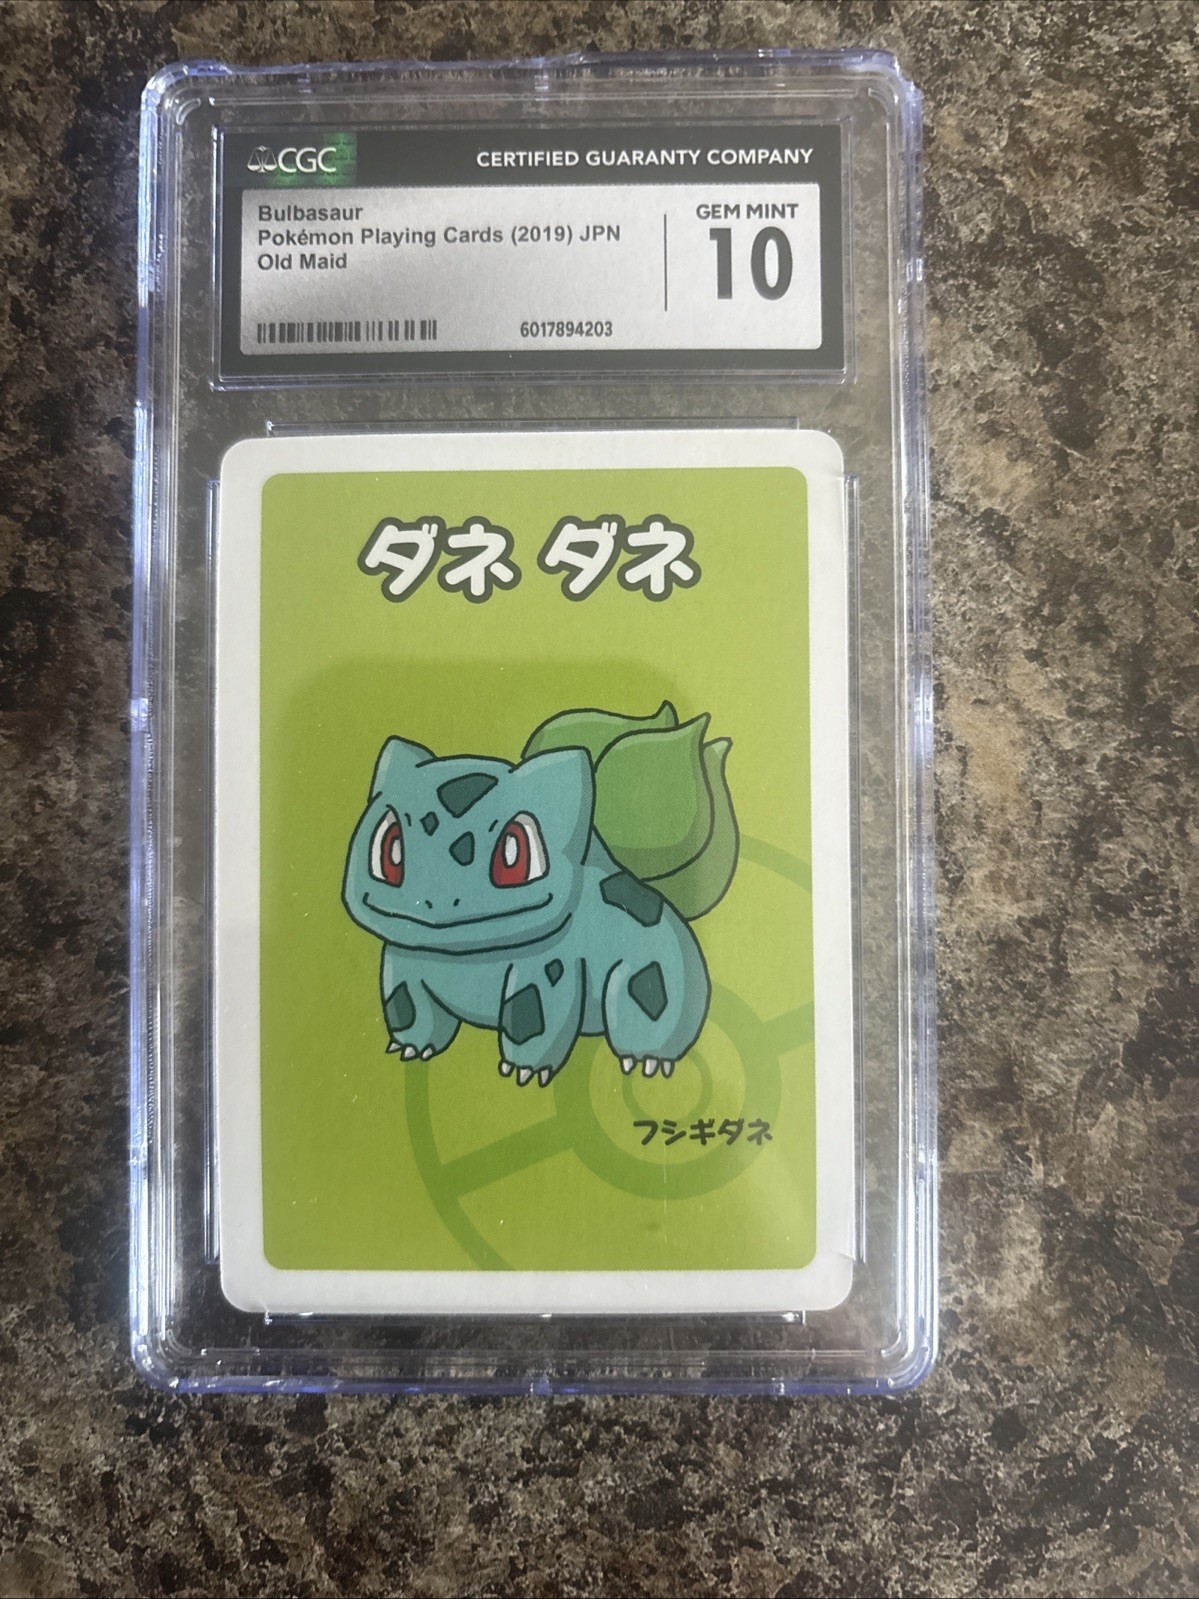 CGC
CERTIFIED GUARANTY COMPANY
Bulbasaur
Pokémon Playing Cards (2019) JPN
Old Maid
GEM MINT
10
6017894203
ダネ ダネ
フシギダネ